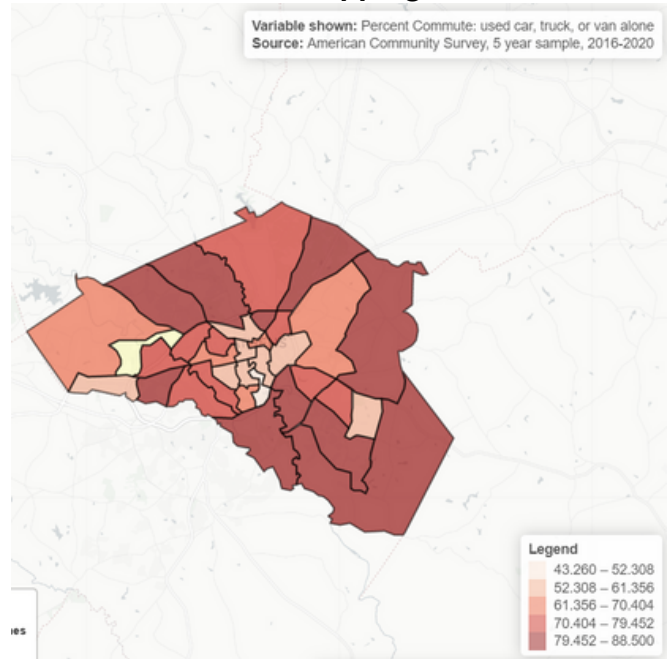 Variable shown: Percent Commute: used car, truck, or van alone
Source: American Community Survey, 5 year sample, 2016-2020
Legend
43.260 – 52.308
52.308 – 61.356
61.356 – 70.404
70.404 – 79.452
79.452 – 88.500